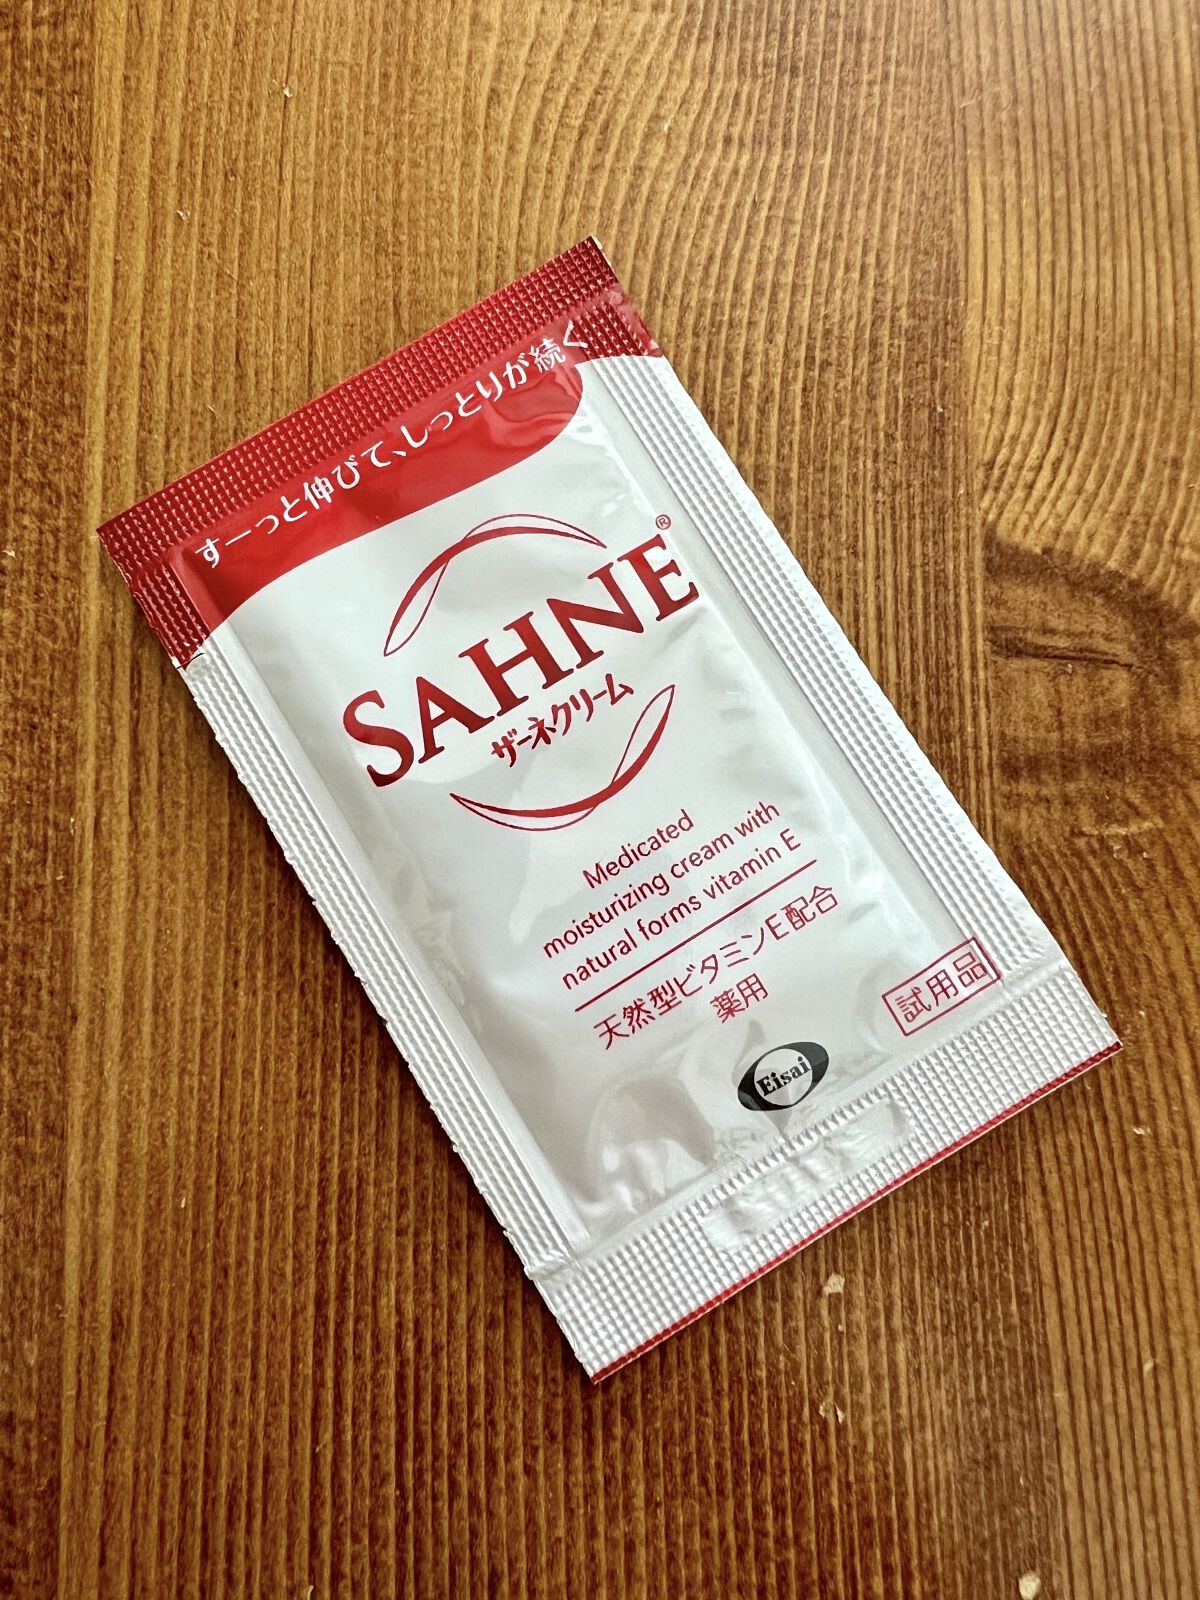 すーっと伸びて、しっとりが続く
SAHNE®
ザーネクリーム
Medicated
moisturizing cream with
natural forms vitamin E
天然型ビタミンE配合
薬用
試用品
Eisai